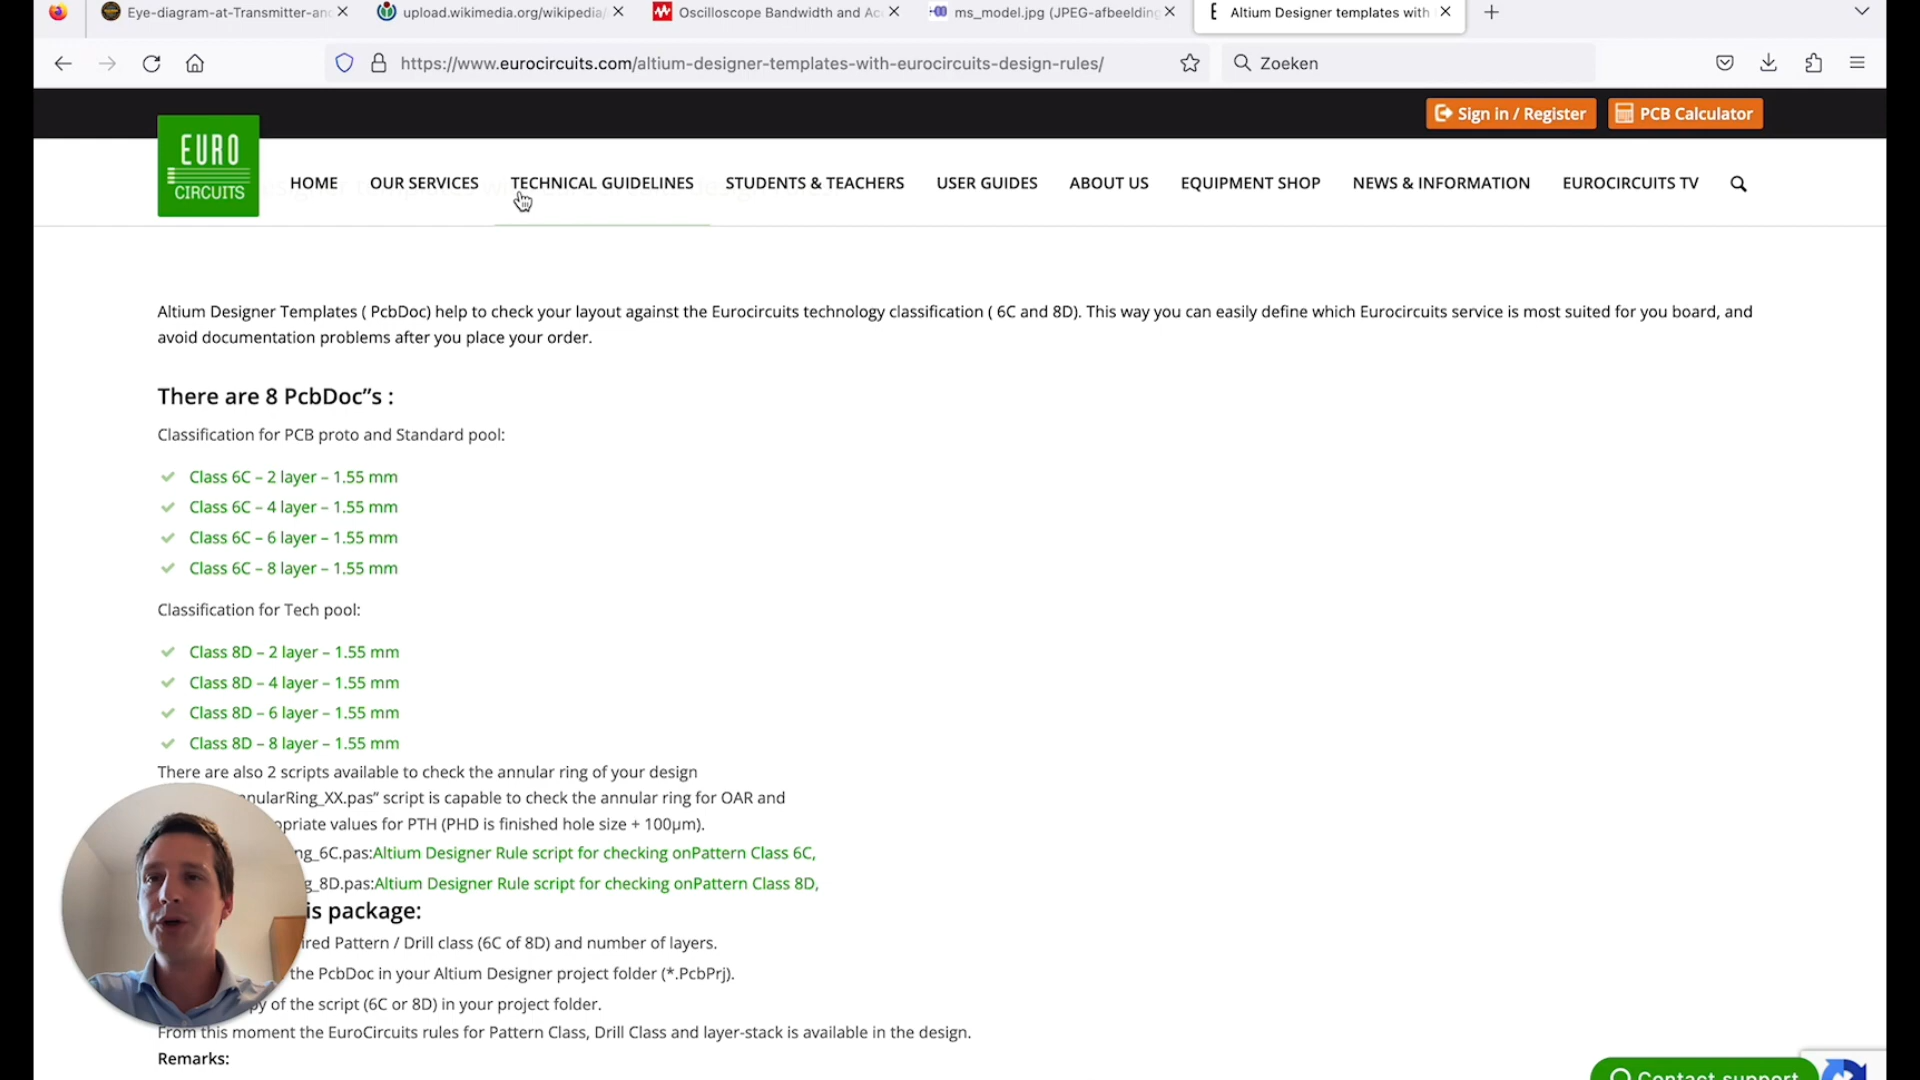 Eye-diagram-at-Transmitter-an
upload.wikimedia.org/wikipedia/
Oscilloscope Bandwidth and Ac
ms_model.jpg (JPEG-afbeelding
Altium Designer templates with
https://www.eurocircuits.com/altium-designer-templates-with-eurocircuits-design-rules/
Zoeken
Sign in / Register
PCB Calculator
EURO
CIRCUITS
HOME
OUR SERVICES
TECHNICAL GUIDELINES
STUDENTS & TEACHERS
USER GUIDES
ABOUT US
EQUIPMENT SHOP
NEWS & INFORMATION
EUROCIRCUITS TV
Altium Designer Templates ( PcbDoc) help to check your layout against the Eurocircuits technology classification ( 6C and 8D). This way you can easily define which Eurocircuits service is most suited for you board, and
avoid documentation problems after you place your order.
There are 8 PcbDoc”s :
Classification for PCB proto and Standard pool:
Class 6C – 2 layer – 1.55 mm
Class 6C – 4 layer – 1.55 mm
Class 6C – 6 layer – 1.55 mm
Class 6C – 8 layer – 1.55 mm
Classification for Tech pool:
Class 8D – 2 layer – 1.55 mm
Class 8D – 4 layer – 1.55 mm
Class 8D – 6 layer – 1.55 mm
Class 8D – 8 layer – 1.55 mm
There are also 2 scripts available to check the annular ring of your design
nularRing_XX.pas” script is capable to check the annular ring for OAR and
opriate values for PTH (PHD is finished hole size + 100µm).
ng_6C.pas:Altium Designer Rule script for checking onPattern Class 6C,
g_8D.pas:Altium Designer Rule script for checking onPattern Class 8D,
is package:
ired Pattern / Drill class (6C of 8D) and number of layers.
the PcbDoc in your Altium Designer project folder (*.PcbPrj).
py of the script (6C or 8D) in your project folder.
From this moment the EuroCircuits rules for Pattern Class, Drill Class and layer-stack is available in the design.
Remarks:
Contact support